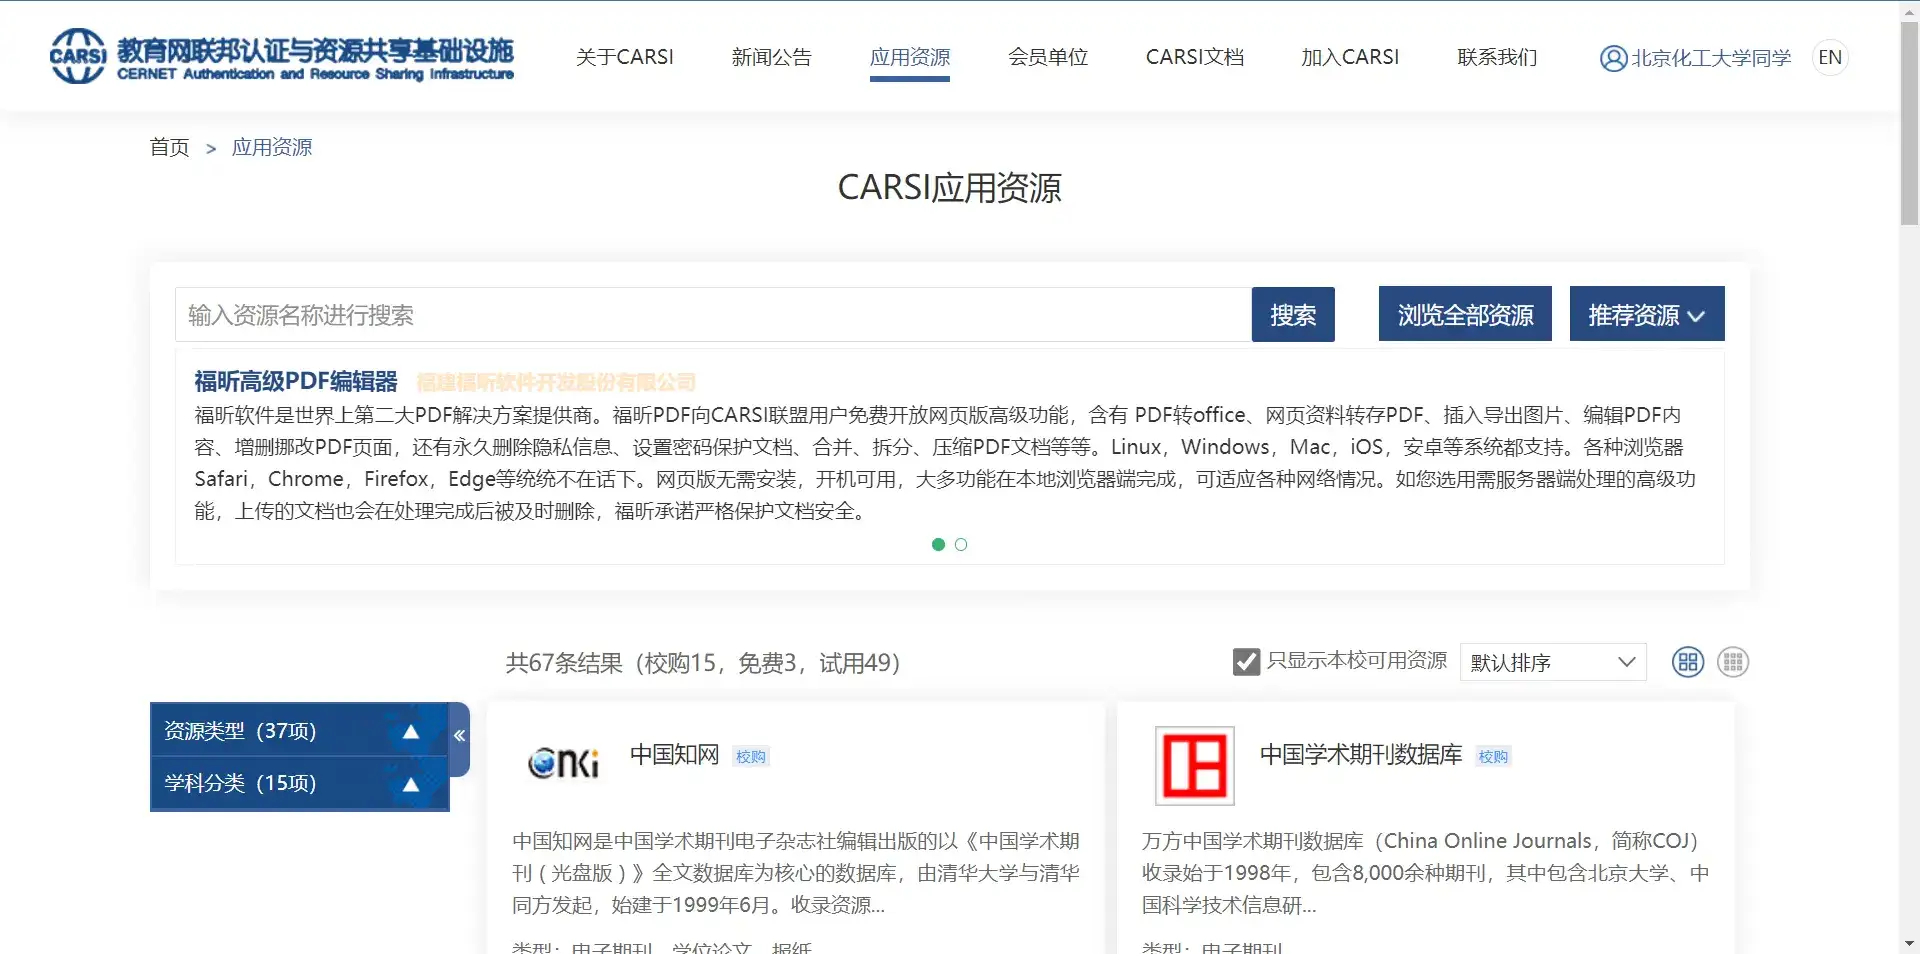 CARSI 教育网联邦认证与资源共享基础设施
CERNET Authentication and Resource Sharing Infrastructure
关于CARSI 新闻公告 应用资源 会员单位 CARSI文档 加入CARSI 联系我们 北京化工大学同学 EN
首页 > 应用资源
CARSI应用资源
输入资源名称进行搜索 搜索 浏览全部资源 推荐资源
福昕高级PDF编辑器 福建福昕软件开发股份有限公司
福昕软件是世界上第二大PDF解决方案提供商。福昕PDF向CARSI联盟用户免费开放网页版高级功能，含有 PDF转office、网页资料转存PDF、插入导出图片、编辑PDF内
容、增删挪改PDF页面，还有永久删除隐私信息、设置密码保护文档、合并、拆分、压缩PDF文档等等。Linux，Windows，Mac，iOS，安卓等系统都支持。各种浏览器
Safari，Chrome，Firefox，Edge等统统不在话下。网页版无需安装，开机可用，大多功能在本地浏览器端完成，可适应各种网络情况。如您选用需服务器端处理的高级功
能，上传的文档也会在处理完成后被及时删除，福昕承诺严格保护文档安全。
共67条结果（校购15，免费3，试用49） 只显示本校可用资源 默认排序
资源类型（37项） «
学科分类（15项）
cnki 中国知网 校购
中国知网是中国学术期刊电子杂志社编辑出版的以《中国学术期
刊（光盘版）》全文数据库为核心的数据库，由清华大学与清华
同方发起，始建于1999年6月。收录资源...
类型：电子期刊、学位论文、报纸
中国学术期刊数据库 校购
万方中国学术期刊数据库（China Online Journals，简称COJ）
收录始于1998年，包含8,000余种期刊，其中包含北京大学、中
国科学技术信息研...
类型：电子期刊